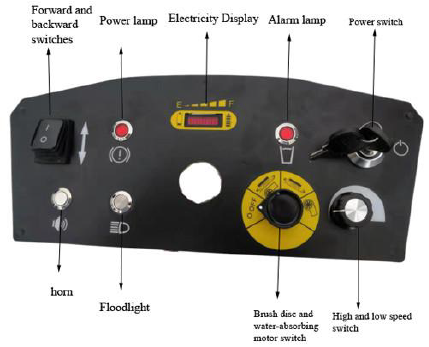 Forward and
backward
switches
Power lamp
Electricity Display
Alarm lamp
Power switch
E
F
OFF
horn
Floodlight
Brush disc and
water-absorbing
motor switch
High and low speed
switch